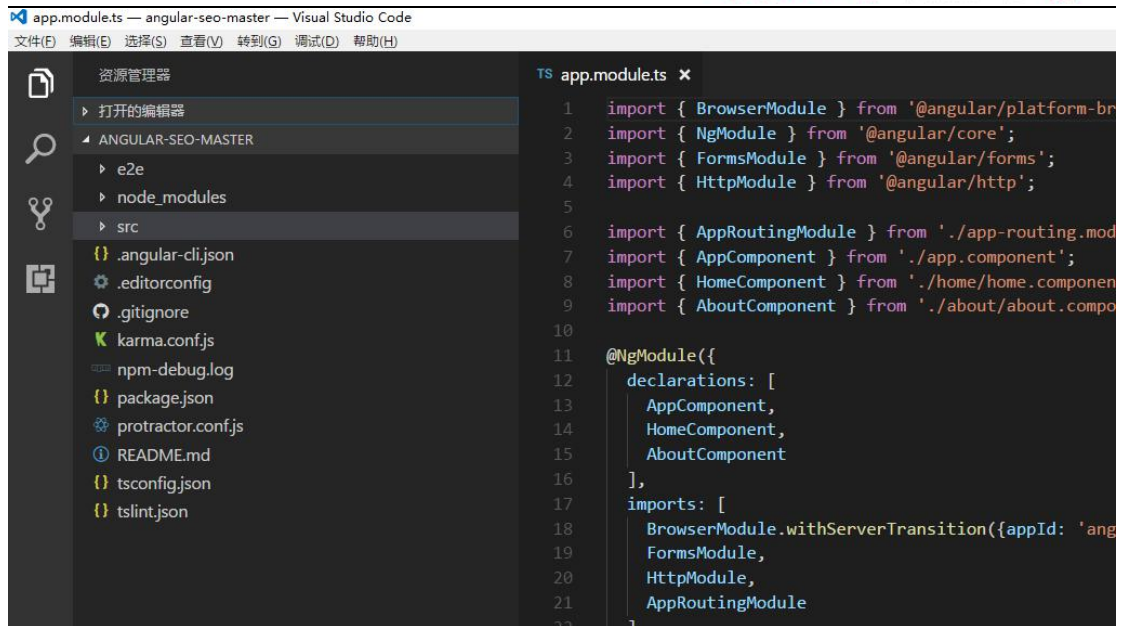 app.module.ts — angular-seo-master — Visual Studio Code
文件(F) 编辑(E) 选择(S) 查看(V) 转到(G) 调试(D) 帮助(H)
资源管理器
打开的编辑器
ANGULAR-SEO-MASTER
e2e
node_modules
src
{} .angular-cli.json
.editorconfig
.gitignore
K karma.conf.js
npm npm-debug.log
{} package.json
protractor.conf.js
README.md
{} tsconfig.json
{} tslint.json
TS app.module.ts ×
1 import { BrowserModule } from '@angular/platform-br
2 import { NgModule } from '@angular/core';
3 import { FormsModule } from '@angular/forms';
4 import { HttpModule } from '@angular/http';
5
6 import { AppRoutingModule } from './app-routing.mod
7 import { AppComponent } from './app.component';
8 import { HomeComponent } from './home/home.componen
9 import { AboutComponent } from './about/about.compo
10
11 @NgModule({
12 declarations: [
13 AppComponent,
14 HomeComponent,
15 AboutComponent
16 ],
17 imports: [
18 BrowserModule.withServerTransition({appId: 'ang
19 FormsModule,
20 HttpModule,
21 AppRoutingModule